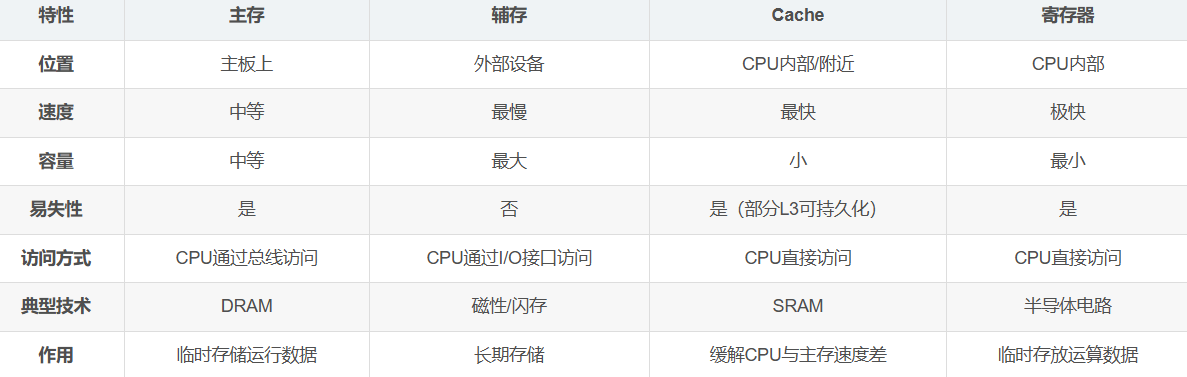 特性 主存 辅存 Cache 寄存器
位置 主板上 外部设备 CPU内部/附近 CPU内部
速度 中等 最慢 最快 极快
容量 中等 最大 小 最小
易失性 是 否 是（部分L3可持久化） 是
访问方式 CPU通过总线访问 CPU通过I/O接口访问 CPU直接访问 CPU直接访问
典型技术 DRAM 磁性/闪存 SRAM 半导体电路
作用 临时存储运行数据 长期存储 缓解CPU与主存速度差 临时存放运算数据